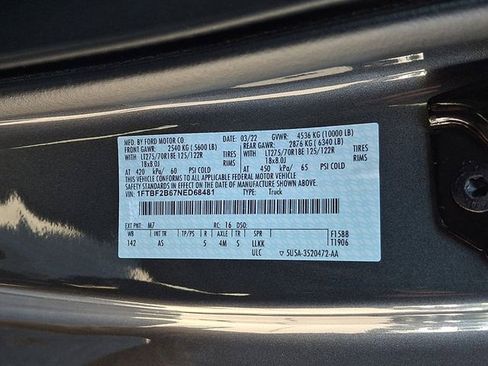 MFD. BY FORD MOTOR CO. 03/22 GVWR: 4536 KG (10000 LB)
FRONT GAWR: 2540 KG (5600 LB) REAR GAWR: 2876 KG (6340 LB)
WITH LT275/70R18E 125/122R TIRES WITH LT275/70R18E 125/122R TIRES
18x8.0J RIMS 18x8.0J RIMS
AT 420 kPa/ 60 PSI COLD AT 450 kPa/ 65 PSI COLD
THIS VEHICLE CONFORMS TO ALL APPLICABLE FEDERAL MOTOR VEHICLE
SAFETY STANDARDS IN EFFECT ON THE DATE OF MANUFACTURE SHOWN ABOVE.
VIN: 1FTBF2B67NED68481 TYPE: Truck
EXT PNT: M7 RC: 16 DSO:
WB INT TR TP/PS R AXLE TR SPR F1588
142 AS 5 4M 5 LLKK T1906
ULC ▽5U5A-3520472-AA